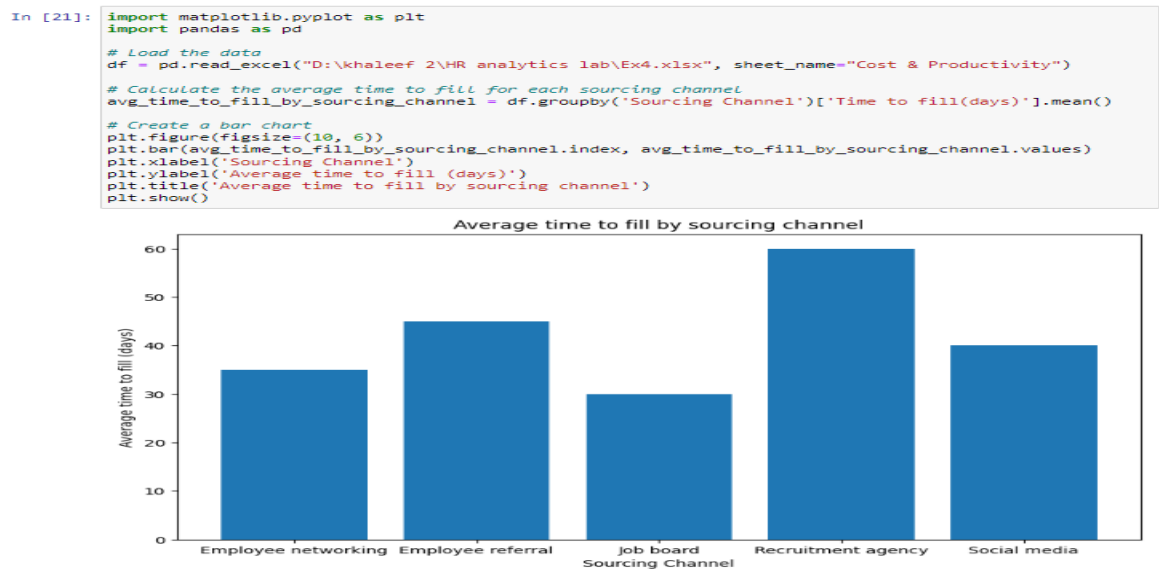 In [21]: import matplotlib.pyplot as plt
import pandas as pd
# Load the data
df = pd.read_excel("D:\khaleef 2\HR analytics lab\Ex4.xlsx", sheet_name="Cost & Productivity")
# Calculate the average time to fill for each sourcing channel
avg_time_to_fill_by_sourcing_channel = df.groupby('Sourcing Channel')['Time to fill(days)'].mean()
# Create a bar chart
plt.figure(figsize=(10, 6))
plt.bar(avg_time_to_fill_by_sourcing_channel.index, avg_time_to_fill_by_sourcing_channel.values)
plt.xlabel('Sourcing Channel')
plt.ylabel('Average time to fill (days)')
plt.title('Average time to fill by sourcing channel')
plt.show()
Average time to fill by sourcing channel
Average time to fill (days)
60
50
40
30
20
10
0
Employee networking Employee referral Job board Recruitment agency Social media
Sourcing Channel